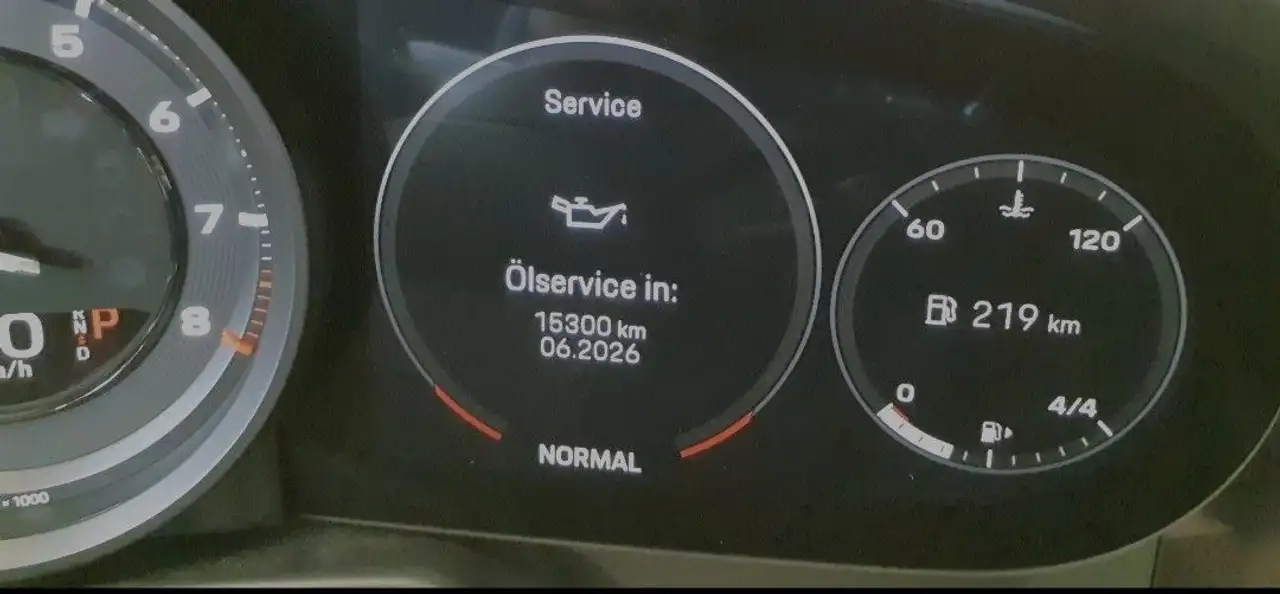 5
6
7
8
P
N
D
/h
× 1000
Service
Ölservice in:
15300 km
06.2026
NORMAL
60
120
219 km
0
4/4